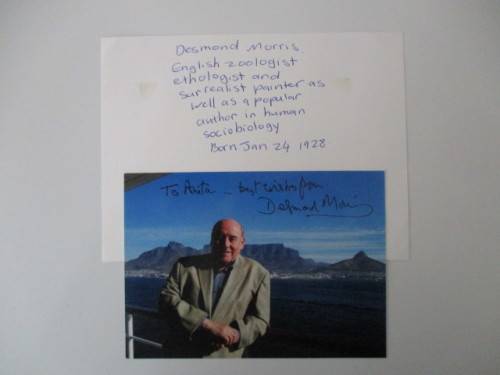 Desmond Morris
English zoologist
ethologist and
surrealist painter as
well as a popular
author in human
sociobiology
Born Jan 24 1928
To Anita - best wishes from
Desmond Morris